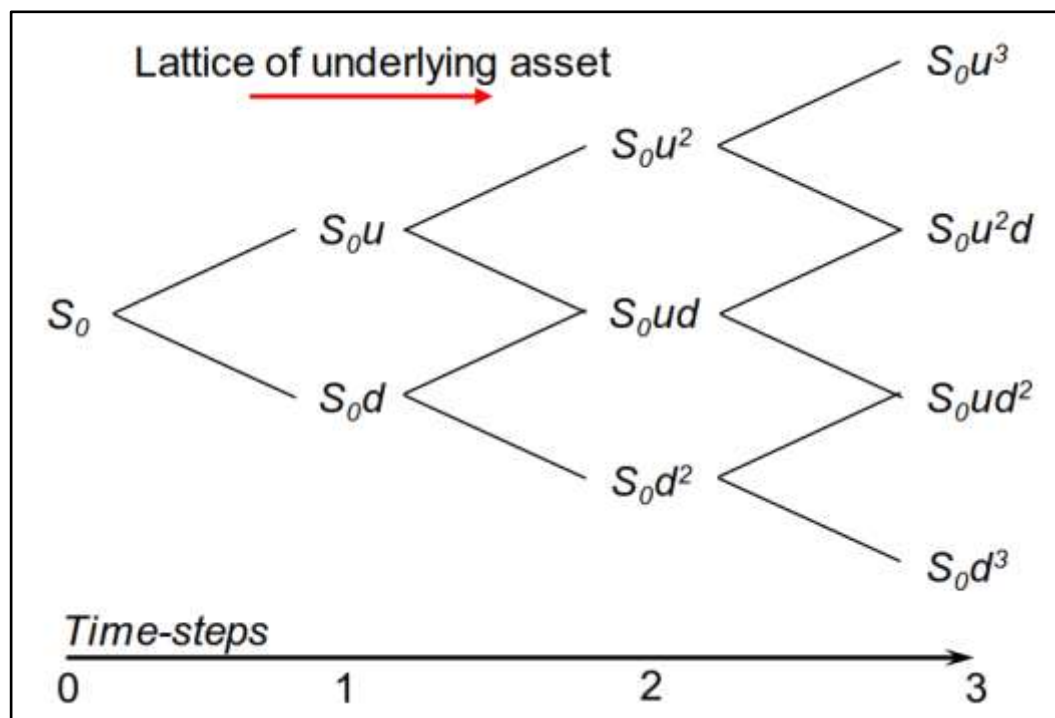 Lattice of underlying asset
S₀u³
S₀u²
S₀u
S₀u²d
S₀
S₀ud
S₀d
S₀ud²
S₀d²
S₀d³
Time-steps
0 1 2 3